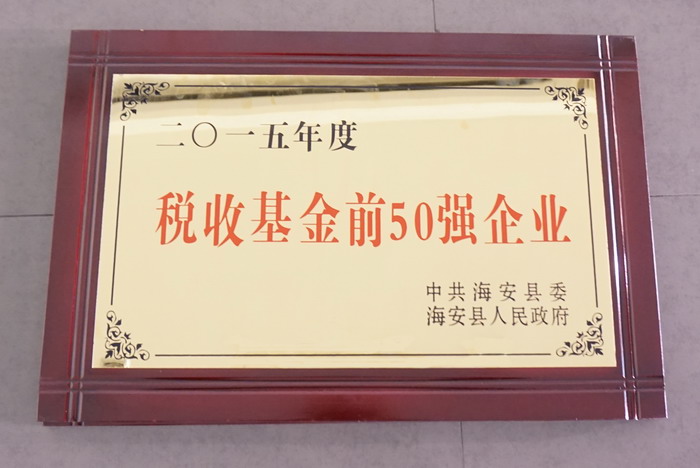 二〇一五年度
税收基金前50强企业
中共海安县委
海安县人民政府